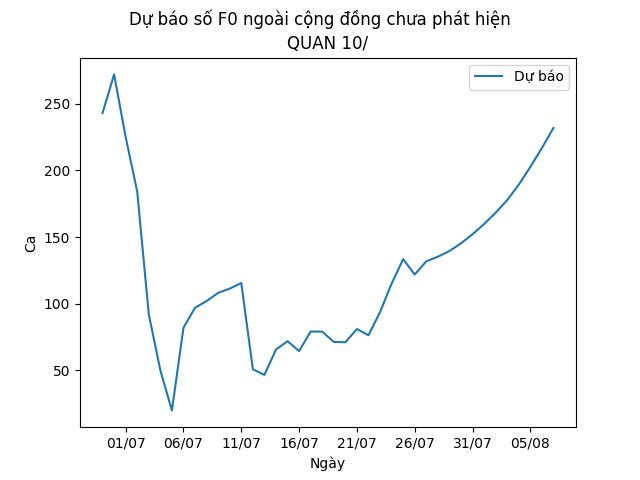 Dự báo số F0 ngoài cộng đồng chưa phát hiện
QUAN 10/
Dự báo
250
200
150
100
50
Ca
01/07 06/07 11/07 16/07 21/07 26/07 31/07 05/08
Ngày